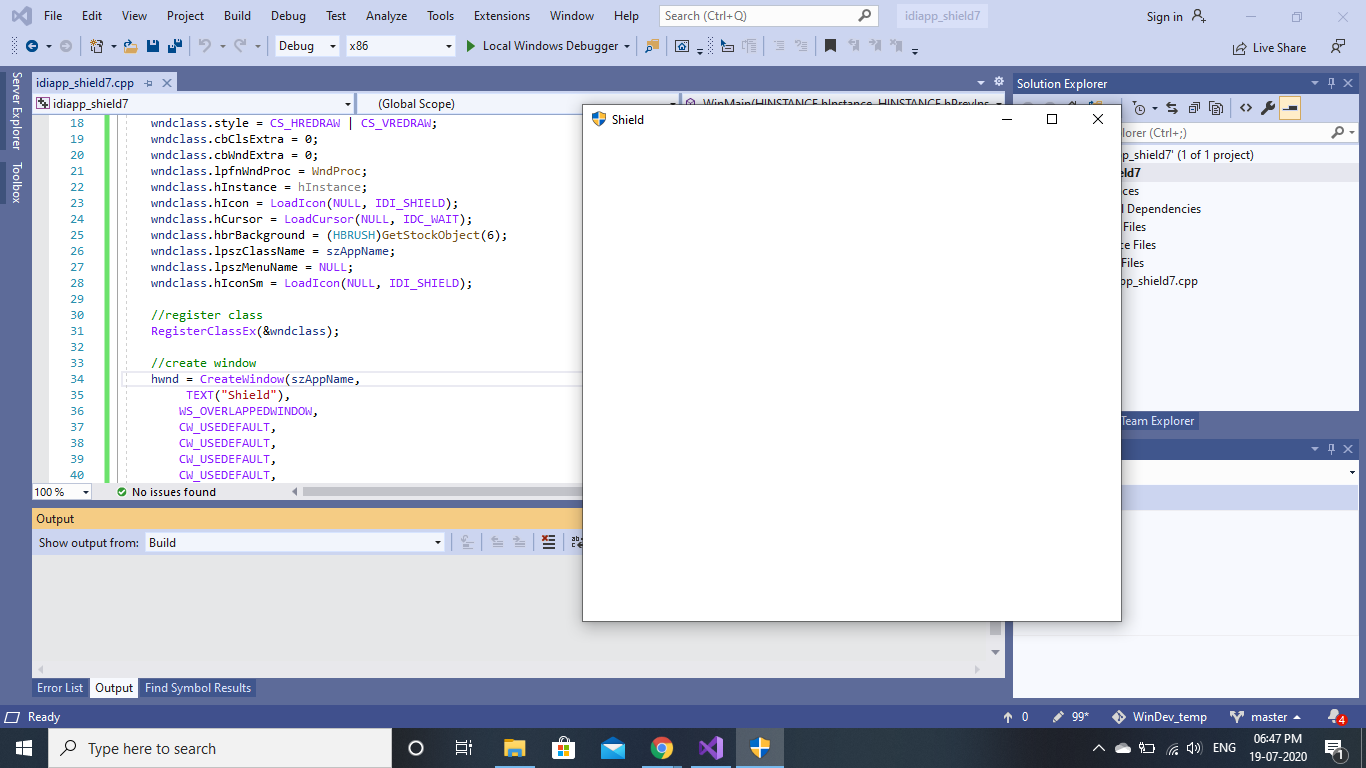 File Edit View Project Build Debug Test Analyze Tools Extensions Window Help Search (Ctrl+Q) idiapp_shield7 Sign in
Debug x86 Local Windows Debugger Live Share
Server Explorer
Toolbox
idiapp_shield7.cpp
idiapp_shield7 (Global Scope) WinMain(HINSTANCE hInstance, HINSTANCE hPrevIns
18 wndclass.style = CS_HREDRAW | CS_VREDRAW;
19 wndclass.cbClsExtra = 0;
20 wndclass.cbWndExtra = 0;
21 wndclass.lpfnWndProc = WndProc;
22 wndclass.hInstance = hInstance;
23 wndclass.hIcon = LoadIcon(NULL, IDI_SHIELD);
24 wndclass.hCursor = LoadCursor(NULL, IDC_WAIT);
25 wndclass.hbrBackground = (HBRUSH)GetStockObject(6);
26 wndclass.lpszClassName = szAppName;
27 wndclass.lpszMenuName = NULL;
28 wndclass.hIconSm = LoadIcon(NULL, IDI_SHIELD);
29
30 //register class
31 RegisterClassEx(&wndclass);
32
33 //create window
34 hwnd = CreateWindow(szAppName,
35 TEXT("Shield"),
36 WS_OVERLAPPEDWINDOW,
37 CW_USEDEFAULT,
38 CW_USEDEFAULT,
39 CW_USEDEFAULT,
40 CW_USEDEFAULT,
100 % No issues found
Output
Show output from: Build
Error List Output Find Symbol Results
Shield
Solution Explorer
lorer (Ctrl+;)
p_shield7' (1 of 1 project)
eld7
ces
l Dependencies
Files
ce Files
Files
pp_shield7.cpp
Team Explorer
Ready 0 99* WinDev_temp master 4
Type here to search ENG 06:47 PM
19-07-2020 1